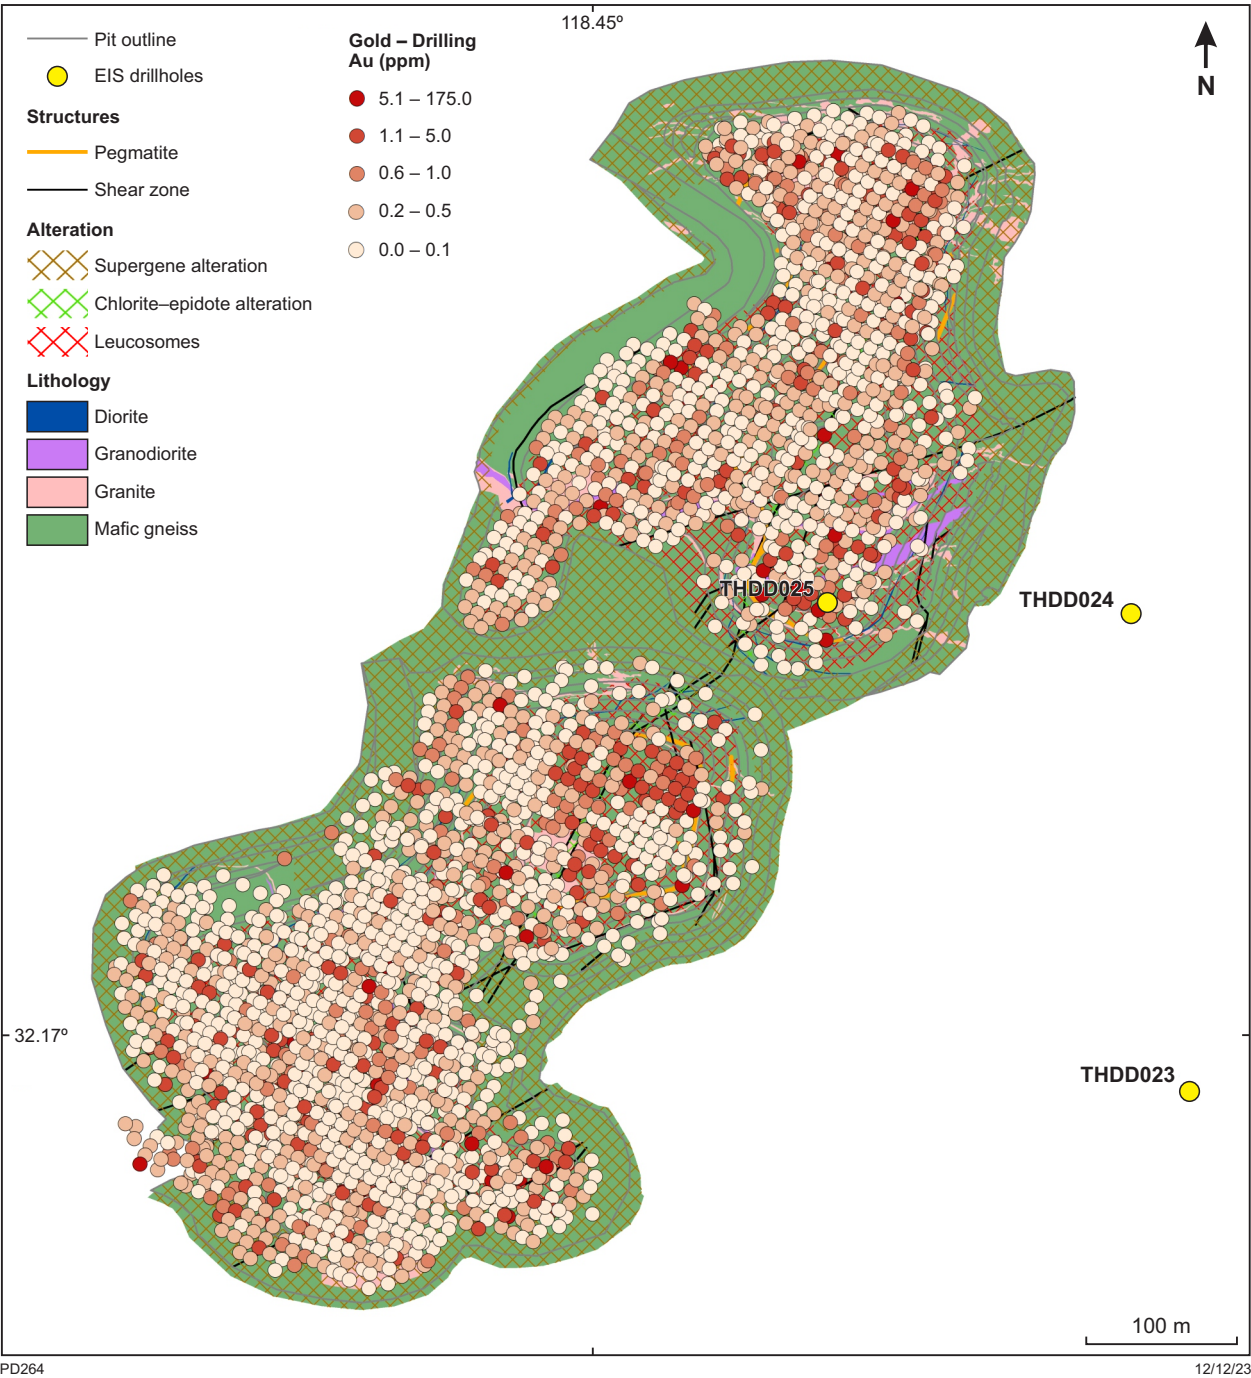 118.45º
Pit outline
EIS drillholes
Structures
Pegmatite
Shear zone
Alteration
Supergene alteration
Chlorite–epidote alteration
Leucosomes
Lithology
Diorite
Granodiorite
Granite
Mafic gneiss
Gold – Drilling
Au (ppm)
5.1 – 175.0
1.1 – 5.0
0.6 – 1.0
0.2 – 0.5
0.0 – 0.1
N
THDD025
THDD024
32.17º
THDD023
100 m
PD264
12/12/23